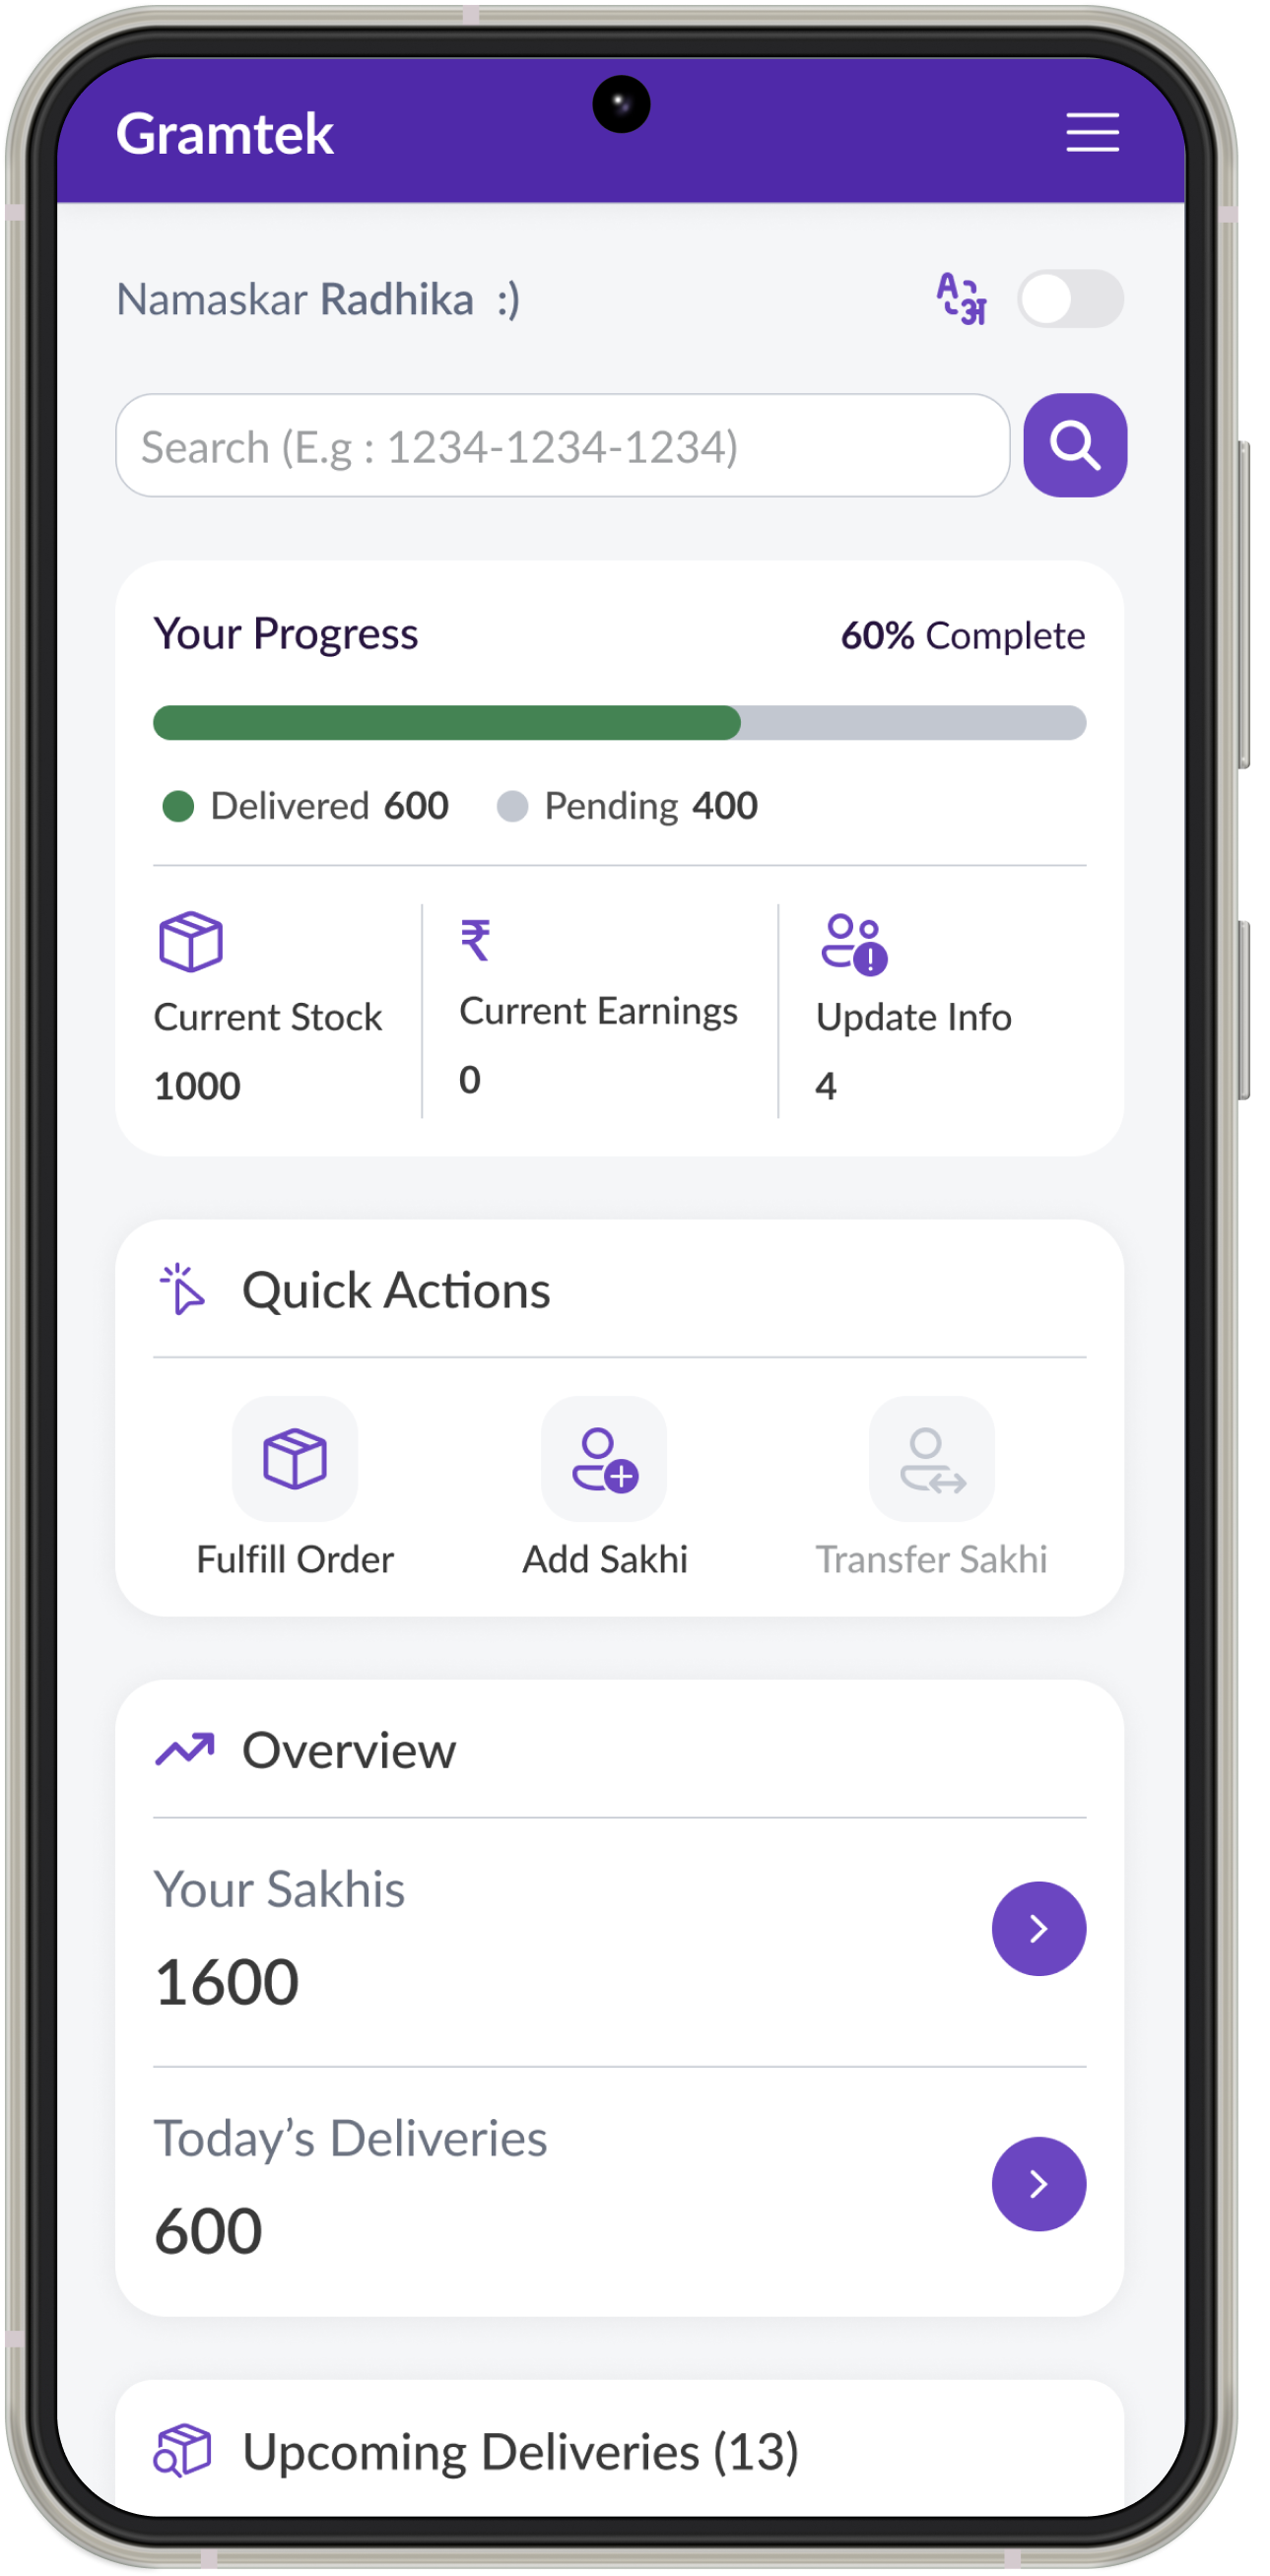 Gramtek
Namaskar Radhika :)
Search (E.g : 1234-1234-1234)
Your Progress
60% Complete
Delivered 600
Pending 400
₹
Current Stock
Current Earnings
Update Info
1000
0
4
Quick Actions
Fulfill Order
Add Sakhi
Transfer Sakhi
Overview
Your Sakhis
1600
Today’s Deliveries
600
Upcoming Deliveries (13)